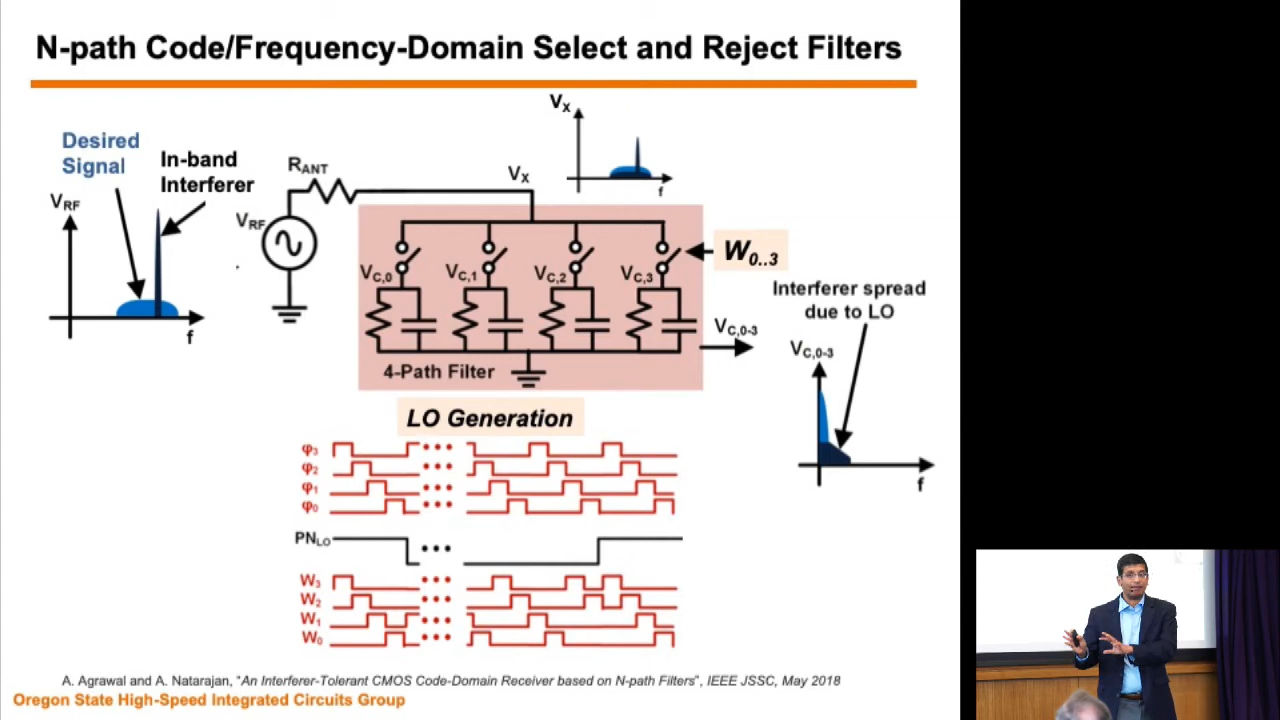 N-path Code/Frequency-Domain Select and Reject Filters
Desired
Signal
In-band
Interferer
V_RF
f
R_ANT
V_RF
V_X
V_X
f
W_0..3
V_C,0
V_C,1
V_C,2
V_C,3
V_C,0-3
4-Path Filter
Interferer spread
due to LO
V_C,0-3
f
LO Generation
φ3
φ2
φ1
φ0
PN_LO
W3
W2
W1
W0
A. Agrawal and A. Natarajan, "An Interferer-Tolerant CMOS Code-Domain Receiver based on N-path Filters", IEEE JSSC, May 2018
Oregon State High-Speed Integrated Circuits Group